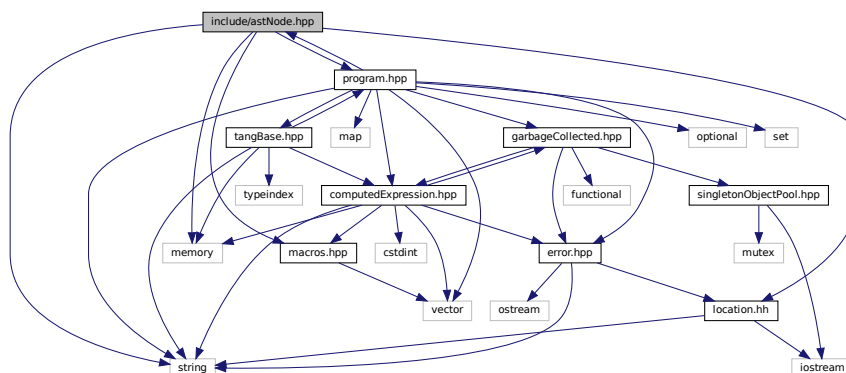 include/astNode.hpp
program.hpp
tangBase.hpp
map
garbageCollected.hpp
optional
set
typeindex
computedExpression.hpp
functional
singletonObjectPool.hpp
memory
macros.hpp
cstdint
error.hpp
mutex
vector
ostream
location.hh
string
iostream